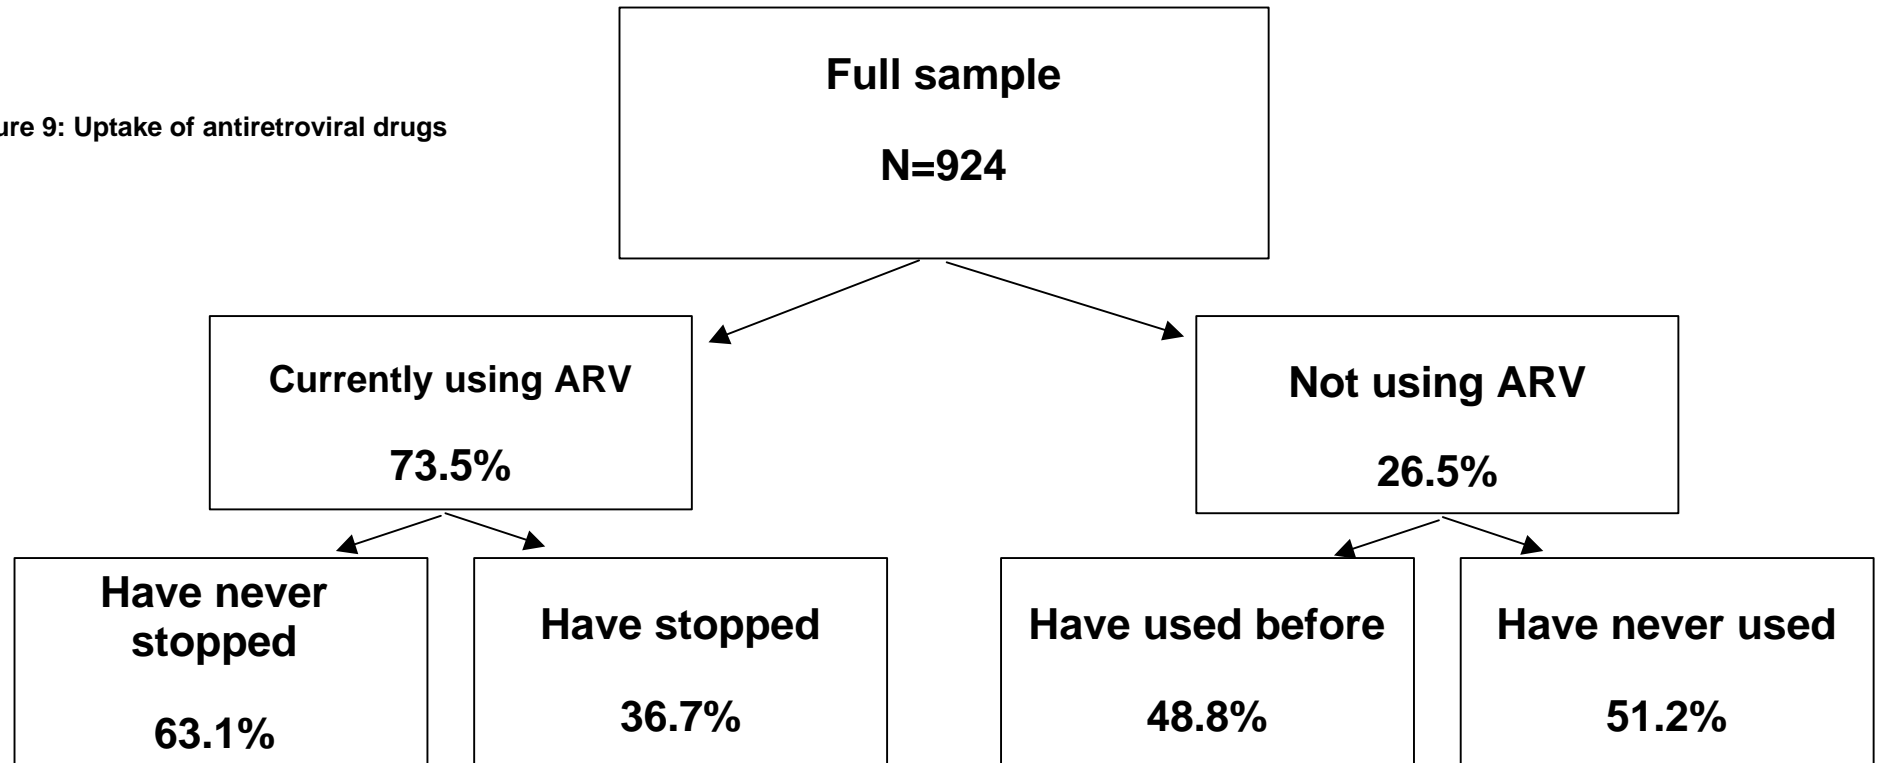 Full sample
N=924
ure 9: Uptake of antiretroviral drugs
Currently using ARV
73.5%
Not using ARV
26.5%
Have never
stopped
63.1%
Have stopped
36.7%
Have used before
48.8%
Have never used
51.2%